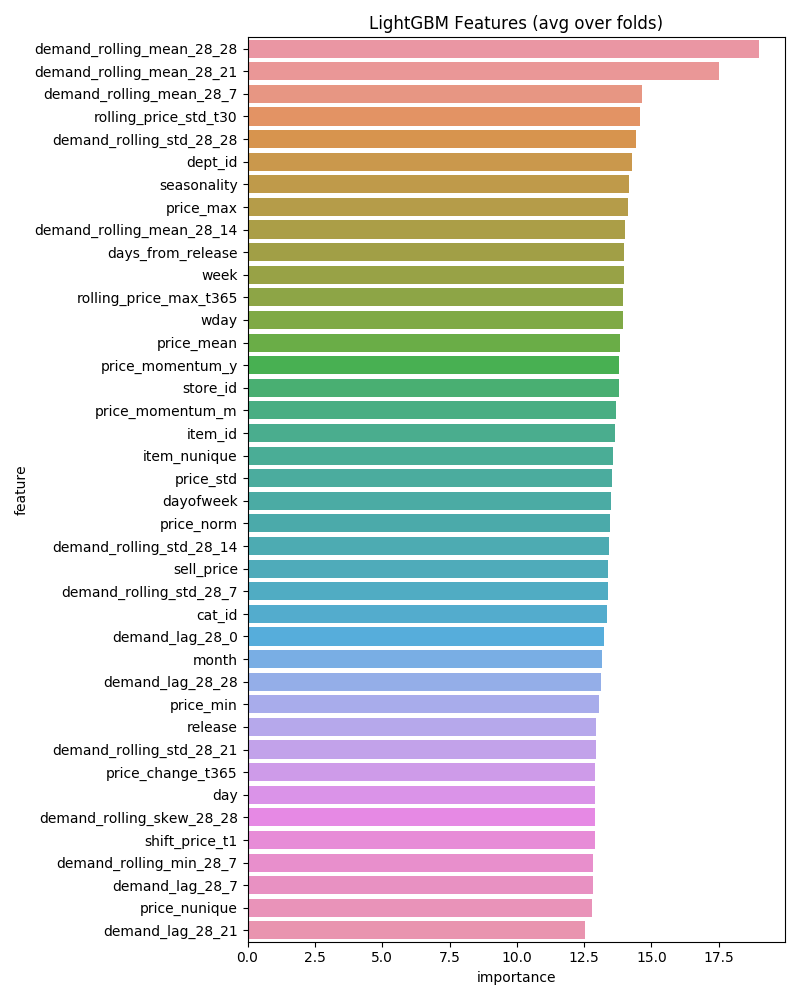 LightGBM Features (avg over folds)
demand_rolling_mean_28_28
demand_rolling_mean_28_21
demand_rolling_mean_28_7
rolling_price_std_t30
demand_rolling_std_28_28
dept_id
seasonality
price_max
demand_rolling_mean_28_14
days_from_release
week
rolling_price_max_t365
wday
price_mean
price_momentum_y
store_id
price_momentum_m
item_id
item_nunique
price_std
dayofweek
price_norm
demand_rolling_std_28_14
sell_price
demand_rolling_std_28_7
cat_id
demand_lag_28_0
month
demand_lag_28_28
price_min
release
demand_rolling_std_28_21
price_change_t365
day
demand_rolling_skew_28_28
shift_price_t1
demand_rolling_min_28_7
demand_lag_28_7
price_nunique
demand_lag_28_21
feature
0.0 2.5 5.0 7.5 10.0 12.5 15.0 17.5
importance